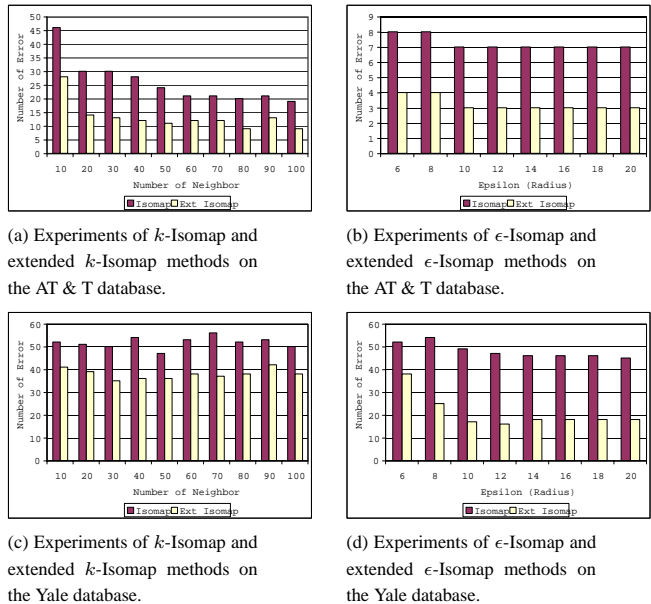 50
45
40
35
30
25
20
15
10
5
0
Number of Error
10 20 30 40 50 60 70 80 90 100
Number of Neighbor
Isomap Ext Isomap
9
8
7
6
5
4
3
2
1
0
Number of Error
6 8 10 12 14 16 18 20
Epsilon (Radius)
Isomap Ext Isomap
(a) Experiments of k-Isomap and
extended k-Isomap methods on
the AT & T database.
(b) Experiments of ϵ-Isomap and
extended ϵ-Isomap methods on
the AT & T database.
60
50
40
30
20
10
0
Number of Error
10 20 30 40 50 60 70 80 90 100
Number of Neighbor
Isomap Ext Isomap
60
50
40
30
20
10
0
Number of Error
6 8 10 12 14 16 18 20
Epsilon (Radius)
Isomap Ext Isomap
(c) Experiments of k-Isomap and
extended k-Isomap methods on
the Yale database.
(d) Experiments of ϵ-Isomap and
extended ϵ-Isomap methods on
the Yale database.